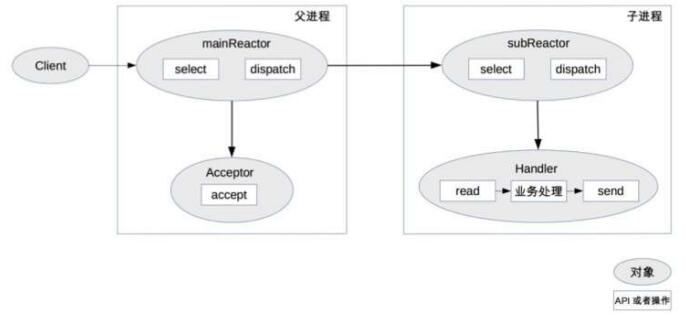 父进程
子进程
mainReactor
subReactor
Client
select
dispatch
select
dispatch
Acceptor
accept
Handler
read
业务处理
send
对象
API 或者操作